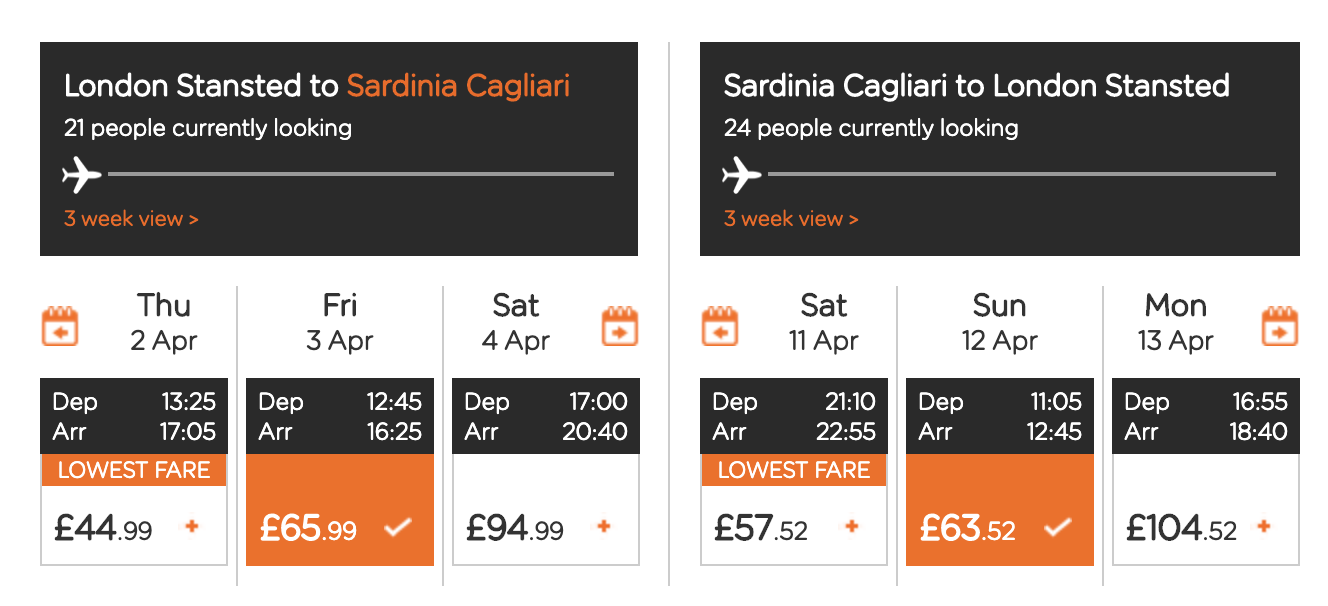 London Stansted to Sardinia Cagliari
21 people currently looking
3 week view >
Thu
2 Apr
Dep 13:25
Arr 17:05
LOWEST FARE
£44.99 +
Fri
3 Apr
Dep 12:45
Arr 16:25
£65.99
Sat
4 Apr
Dep 17:00
Arr 20:40
£94.99 +
Sardinia Cagliari to London Stansted
24 people currently looking
3 week view >
Sat
11 Apr
Dep 21:10
Arr 22:55
LOWEST FARE
£57.52 +
Sun
12 Apr
Dep 11:05
Arr 12:45
£63.52
Mon
13 Apr
Dep 16:55
Arr 18:40
£104.52 +